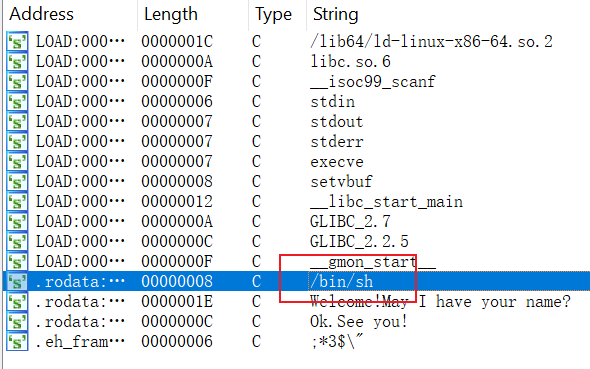 Address Length Type String
LOAD:000··· 0000001C C /lib64/ld-linux-x86-64.so.2
LOAD:000··· 0000000A C libc.so.6
LOAD:000··· 0000000F C __isoc99_scanf
LOAD:000··· 00000006 C stdin
LOAD:000··· 00000007 C stdout
LOAD:000··· 00000007 C stderr
LOAD:000··· 00000007 C execve
LOAD:000··· 00000008 C setvbuf
LOAD:000··· 00000012 C __libc_start_main
LOAD:000··· 0000000A C GLIBC_2.7
LOAD:000··· 0000000C C GLIBC_2.2.5
LOAD:000··· 0000000F C __gmon_start__
.rodata:··· 00000008 C /bin/sh
.rodata:··· 0000001E C Welcome!May I have your name?
.rodata:··· 0000000C C Ok.See you!
.eh_fram··· 00000006 C ;*3$\"